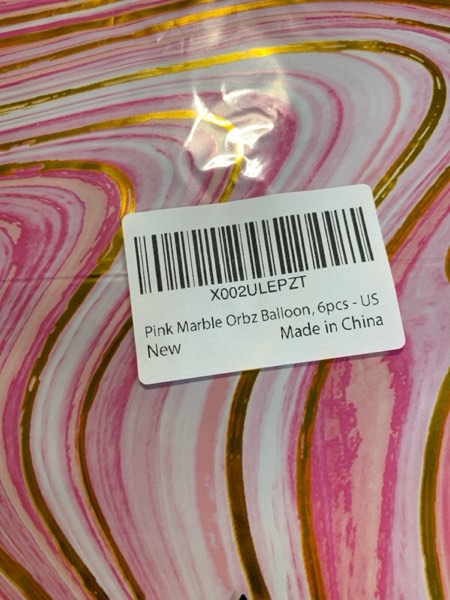 X002ULEPZT
Pink Marble Orbz Balloon, 6pcs - US
New Made in China